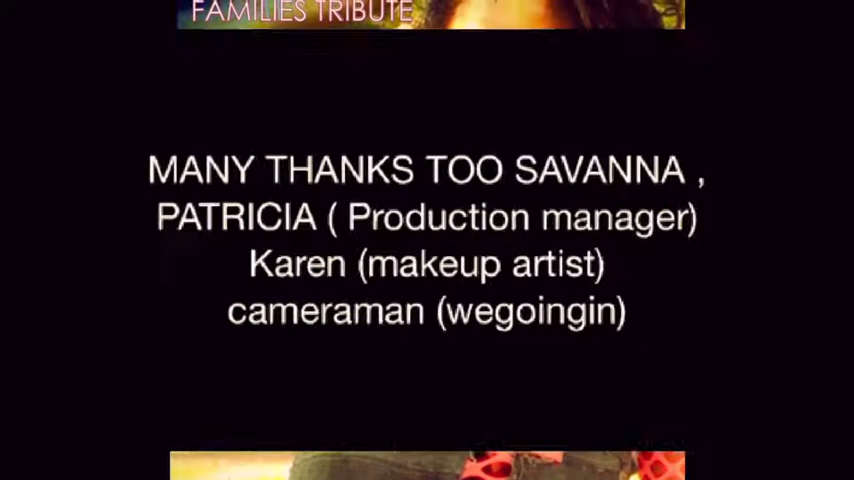 FAMILIES TRIBUTE
MANY THANKS TOO SAVANNA ,
PATRICIA ( Production manager)
Karen (makeup artist)
cameraman (wegoingin)